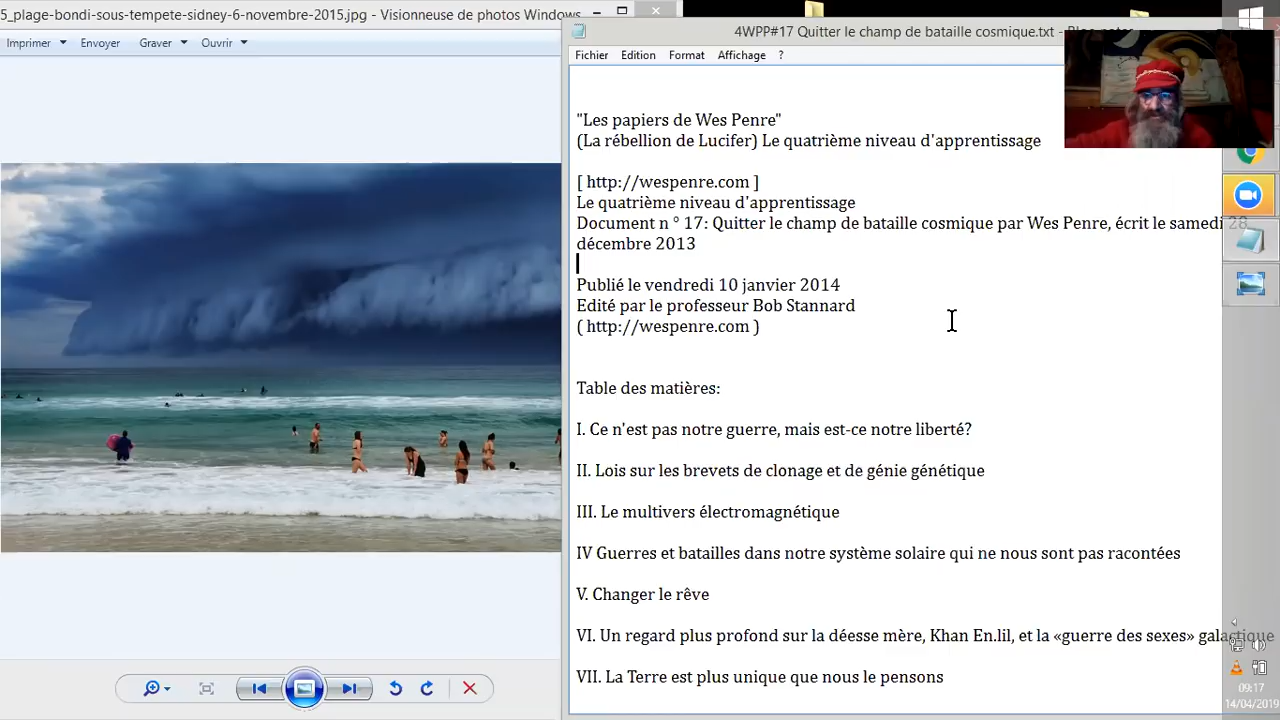 5_plage-bondi-
-tempete-sidney-6-novembre-2015.jpg - Visionneuse de photos Windows
Imprimer
Envoyer
Graver
Ouvrir
4WPP#17 Quitter le champ de bataille cosmique.txt -
Fichier
Edition
Format
Affichage
?
"Les papiers de Wes Penre"
(La rébellion de Lucifer) Le quatrième niveau d'apprentissage
[ http://wespenre.com ]
Le quatrième niveau d'apprentissage
Document n ° 17: Quitter le champ de bataille cosmique par Wes Penre, écrit le samedi 28
décembre 2013
Publié le vendredi 10 janvier 2014
Edité par le professeur Bob Stannard
( http://wespenre.com )
Table des matières:
I. Ce n'est pas notre guerre, mais est-ce notre liberté?
II. Lois sur les brevets de clonage et de génie génétique
III. Le multivers électromagnétique
IV Guerres et batailles dans notre système solaire qui ne nous sont pas racontées
V. Changer le rêve
VI. Un regard plus profond sur la déesse mère, Khan En.lil, et la «guerre des sexes» galactique
VII. La Terre est plus unique que nous le pensons
09:17
14/04/2019